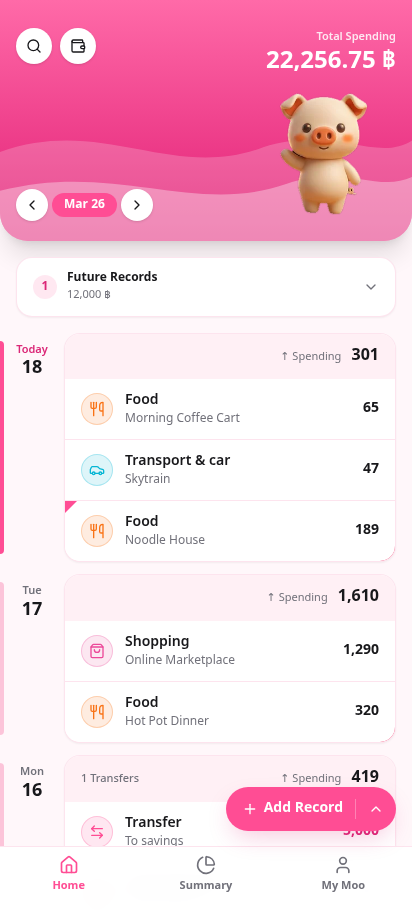 Total Spending
22,256.75 ฿
Mar 26
1
Future Records
12,000 ฿
Today
18
↑ Spending 301
Food
Morning Coffee Cart
65
Transport & car
Skytrain
47
Food
Noodle House
189
Tue
17
↑ Spending 1,610
Shopping
Online Marketplace
1,290
Food
Hot Pot Dinner
320
Mon
16
1 Transfers ↑ Spending 419
Transfer
To savings
Add Record
Home Summary My Moo